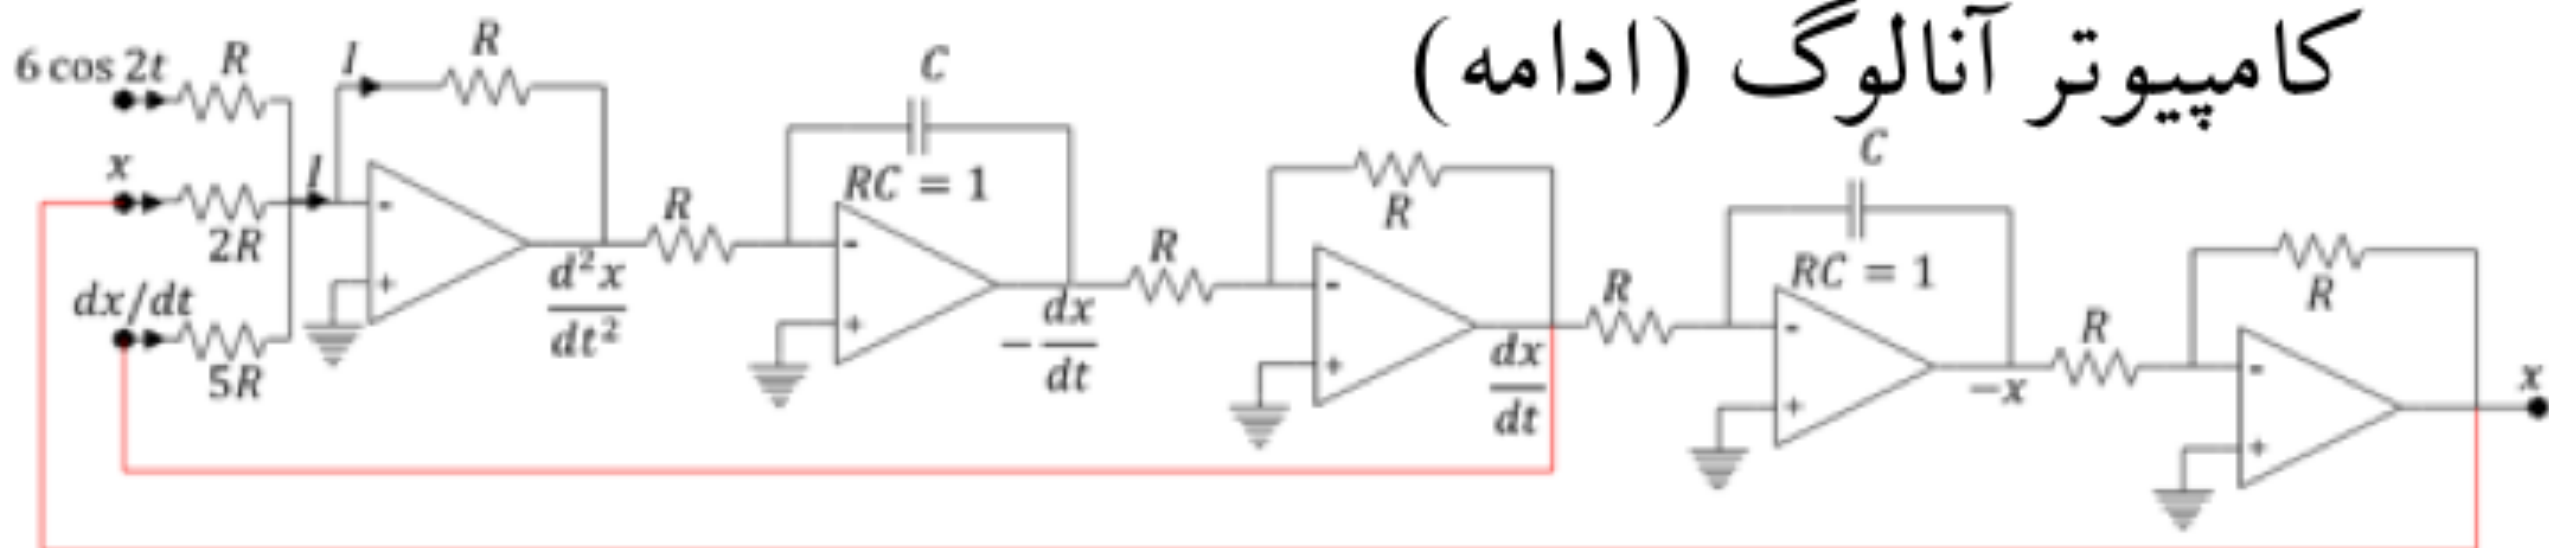 کامپیوتر آنالوگ (ادامه)
6 cos 2t
R
I
R
x
2R
I
dx/dt
5R
-
+
d²x/dt²
R
C
RC = 1
-
+
−dx/dt
R
R
-
+
dx/dt
R
C
RC = 1
-
+
−x
R
R
-
+
x